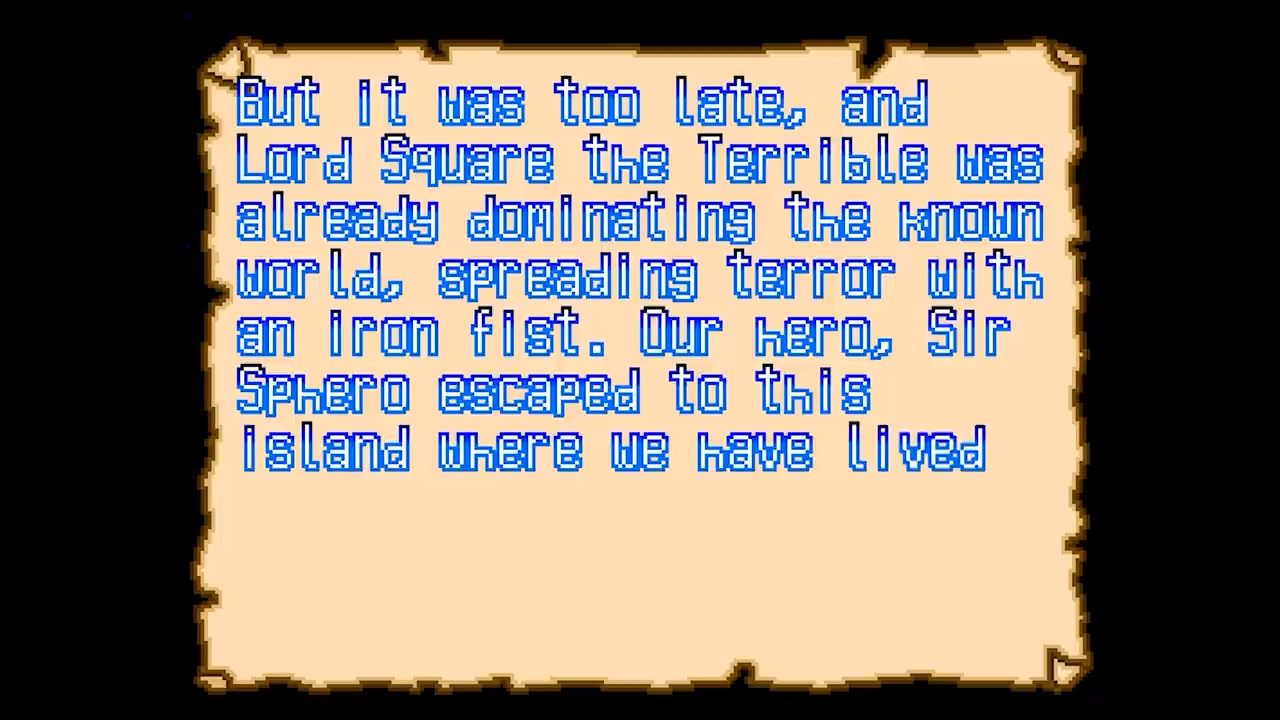 But it was too late, and
Lord Square the Terrible was
already dominating the known
world, spreading terror with
an iron fist. Our hero, Sir
Sphero escaped to this
island where we have lived